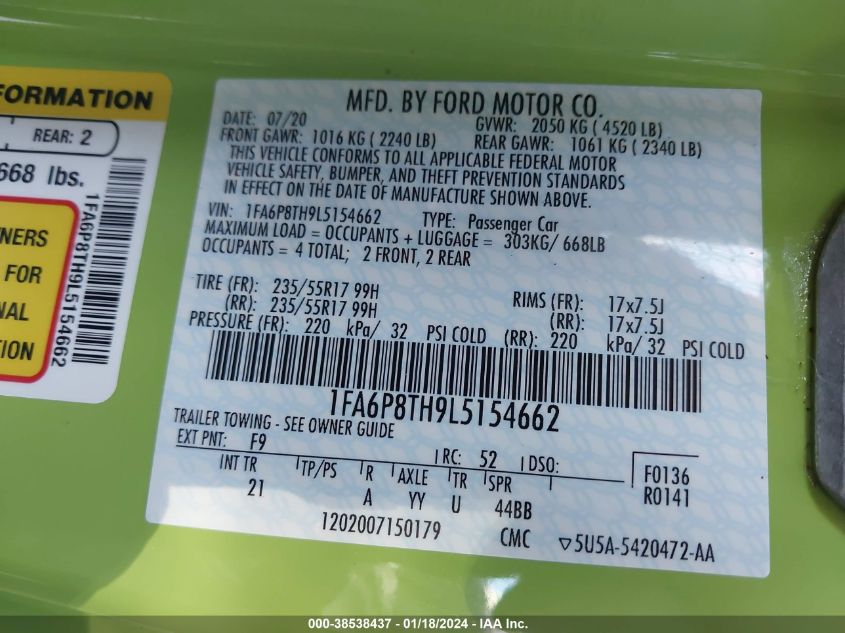 FORMATION
REAR: 2
668 lbs.
1FA6P8TH9L5154662
NERS
FOR
NAL
TION
MFD. BY FORD MOTOR CO.
DATE: 07/20 GVWR: 2050 KG ( 4520 LB)
FRONT GAWR: 1016 KG ( 2240 LB) REAR GAWR: 1061 KG ( 2340 LB)
THIS VEHICLE CONFORMS TO ALL APPLICABLE FEDERAL MOTOR
VEHICLE SAFETY, BUMPER, AND THEFT PREVENTION STANDARDS
IN EFFECT ON THE DATE OF MANUFACTURE SHOWN ABOVE.
VIN: 1FA6P8TH9L5154662 TYPE: Passenger Car
MAXIMUM LOAD = OCCUPANTS + LUGGAGE = 303KG/ 668LB
OCCUPANTS = 4 TOTAL; 2 FRONT, 2 REAR
TIRE (FR): 235/55R17 99H RIMS (FR): 17x7.5J
(RR): 235/55R17 99H (RR): 17x7.5J
PRESSURE (FR): 220 kPa/ 32 PSI COLD (RR): 220 kPa/ 32 PSI COLD
1FA6P8TH9L5154662
TRAILER TOWING - SEE OWNER GUIDE
EXT PNT: F9 RC: 52 DSO: F0136
R0141
INT TR TP/PS R AXLE TR SPR
21 A YY U 44BB
1202007150179 CMC ▽5U5A-5420472-AA
000-38538437 - 01/18/2024 - IAA Inc.